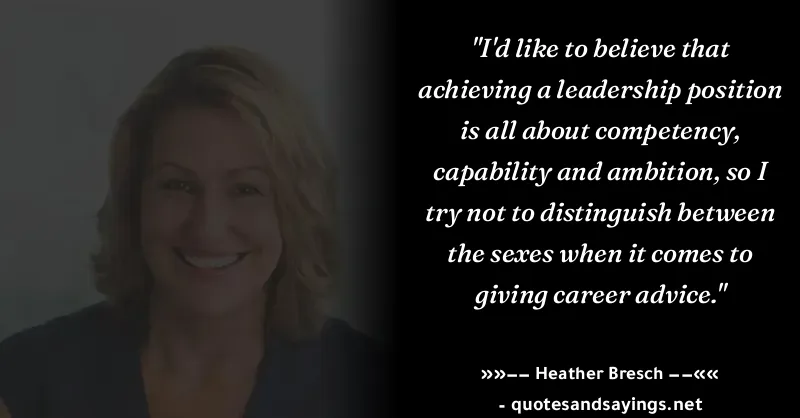 "I'd like to believe that
achieving a leadership position
is all about competency,
capability and ambition, so I
try not to distinguish between
the sexes when it comes to
giving career advice."
»»−− Heather Bresch −−««
- quotesandsayings.net